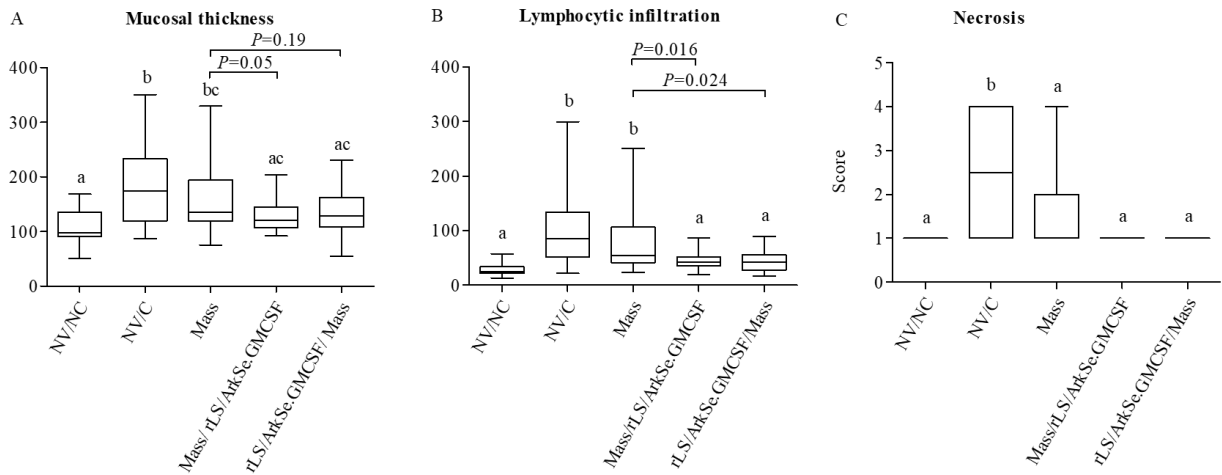 A
Mucosal thickness
P=0.19
P=0.05
400
300
200
100
0
a
b
bc
ac
ac
NV/NC
NV/C
Mass
Mass/ rLS/ArkSe.GMCSF
rLS/ArkSe.GMCSF/ Mass
B
Lymphocytic infiltration
P=0.016
P=0.024
400
300
200
100
0
a
b
b
a
a
NV/NC
NV/C
Mass
Mass/rLS/ArkSe.GMCSF
rLS/ArkSe.GMCSF/Mass
C
Necrosis
Score
5
4
3
2
1
0
a
b
a
a
a
NV/NC
NV/C
Mass
Mass/rLS/ArkSe.GMCSF
rLS/ArkSe.GMCSF/Mass